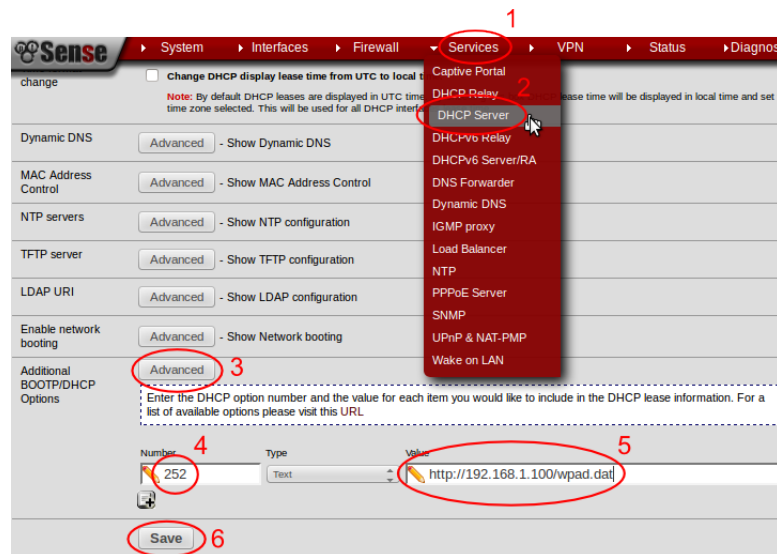 1
Sense System Interfaces Firewall Services VPN Status Diagnos
change
Change DHCP display lease time from UTC to local t
Note: By default DHCP leases are displayed in UTC time lease time will be displayed in local time and set
time zone selected. This will be used for all DHCP interf
Captive Portal
DHCP Relay
2
DHCP Server
DHCPv6 Relay
DHCPv6 Server/RA
DNS Forwarder
Dynamic DNS
IGMP proxy
Load Balancer
NTP
PPPoE Server
SNMP
UPnP & NAT-PMP
Wake on LAN
Dynamic DNS
Advanced - Show Dynamic DNS
MAC Address
Control
Advanced - Show MAC Address Control
NTP servers
Advanced - Show NTP configuration
TFTP server
Advanced - Show TFTP configuration
LDAP URI
Advanced - Show LDAP configuration
Enable network
booting
Advanced - Show Network booting
Additional
BOOTP/DHCP
Options
Advanced 3
Enter the DHCP option number and the value for each item you would like to include in the DHCP lease information. For a
list of available options please visit this URL
Number 4 Type Value 5
252 Text http://192.168.1.100/wpad.dat
Save 6